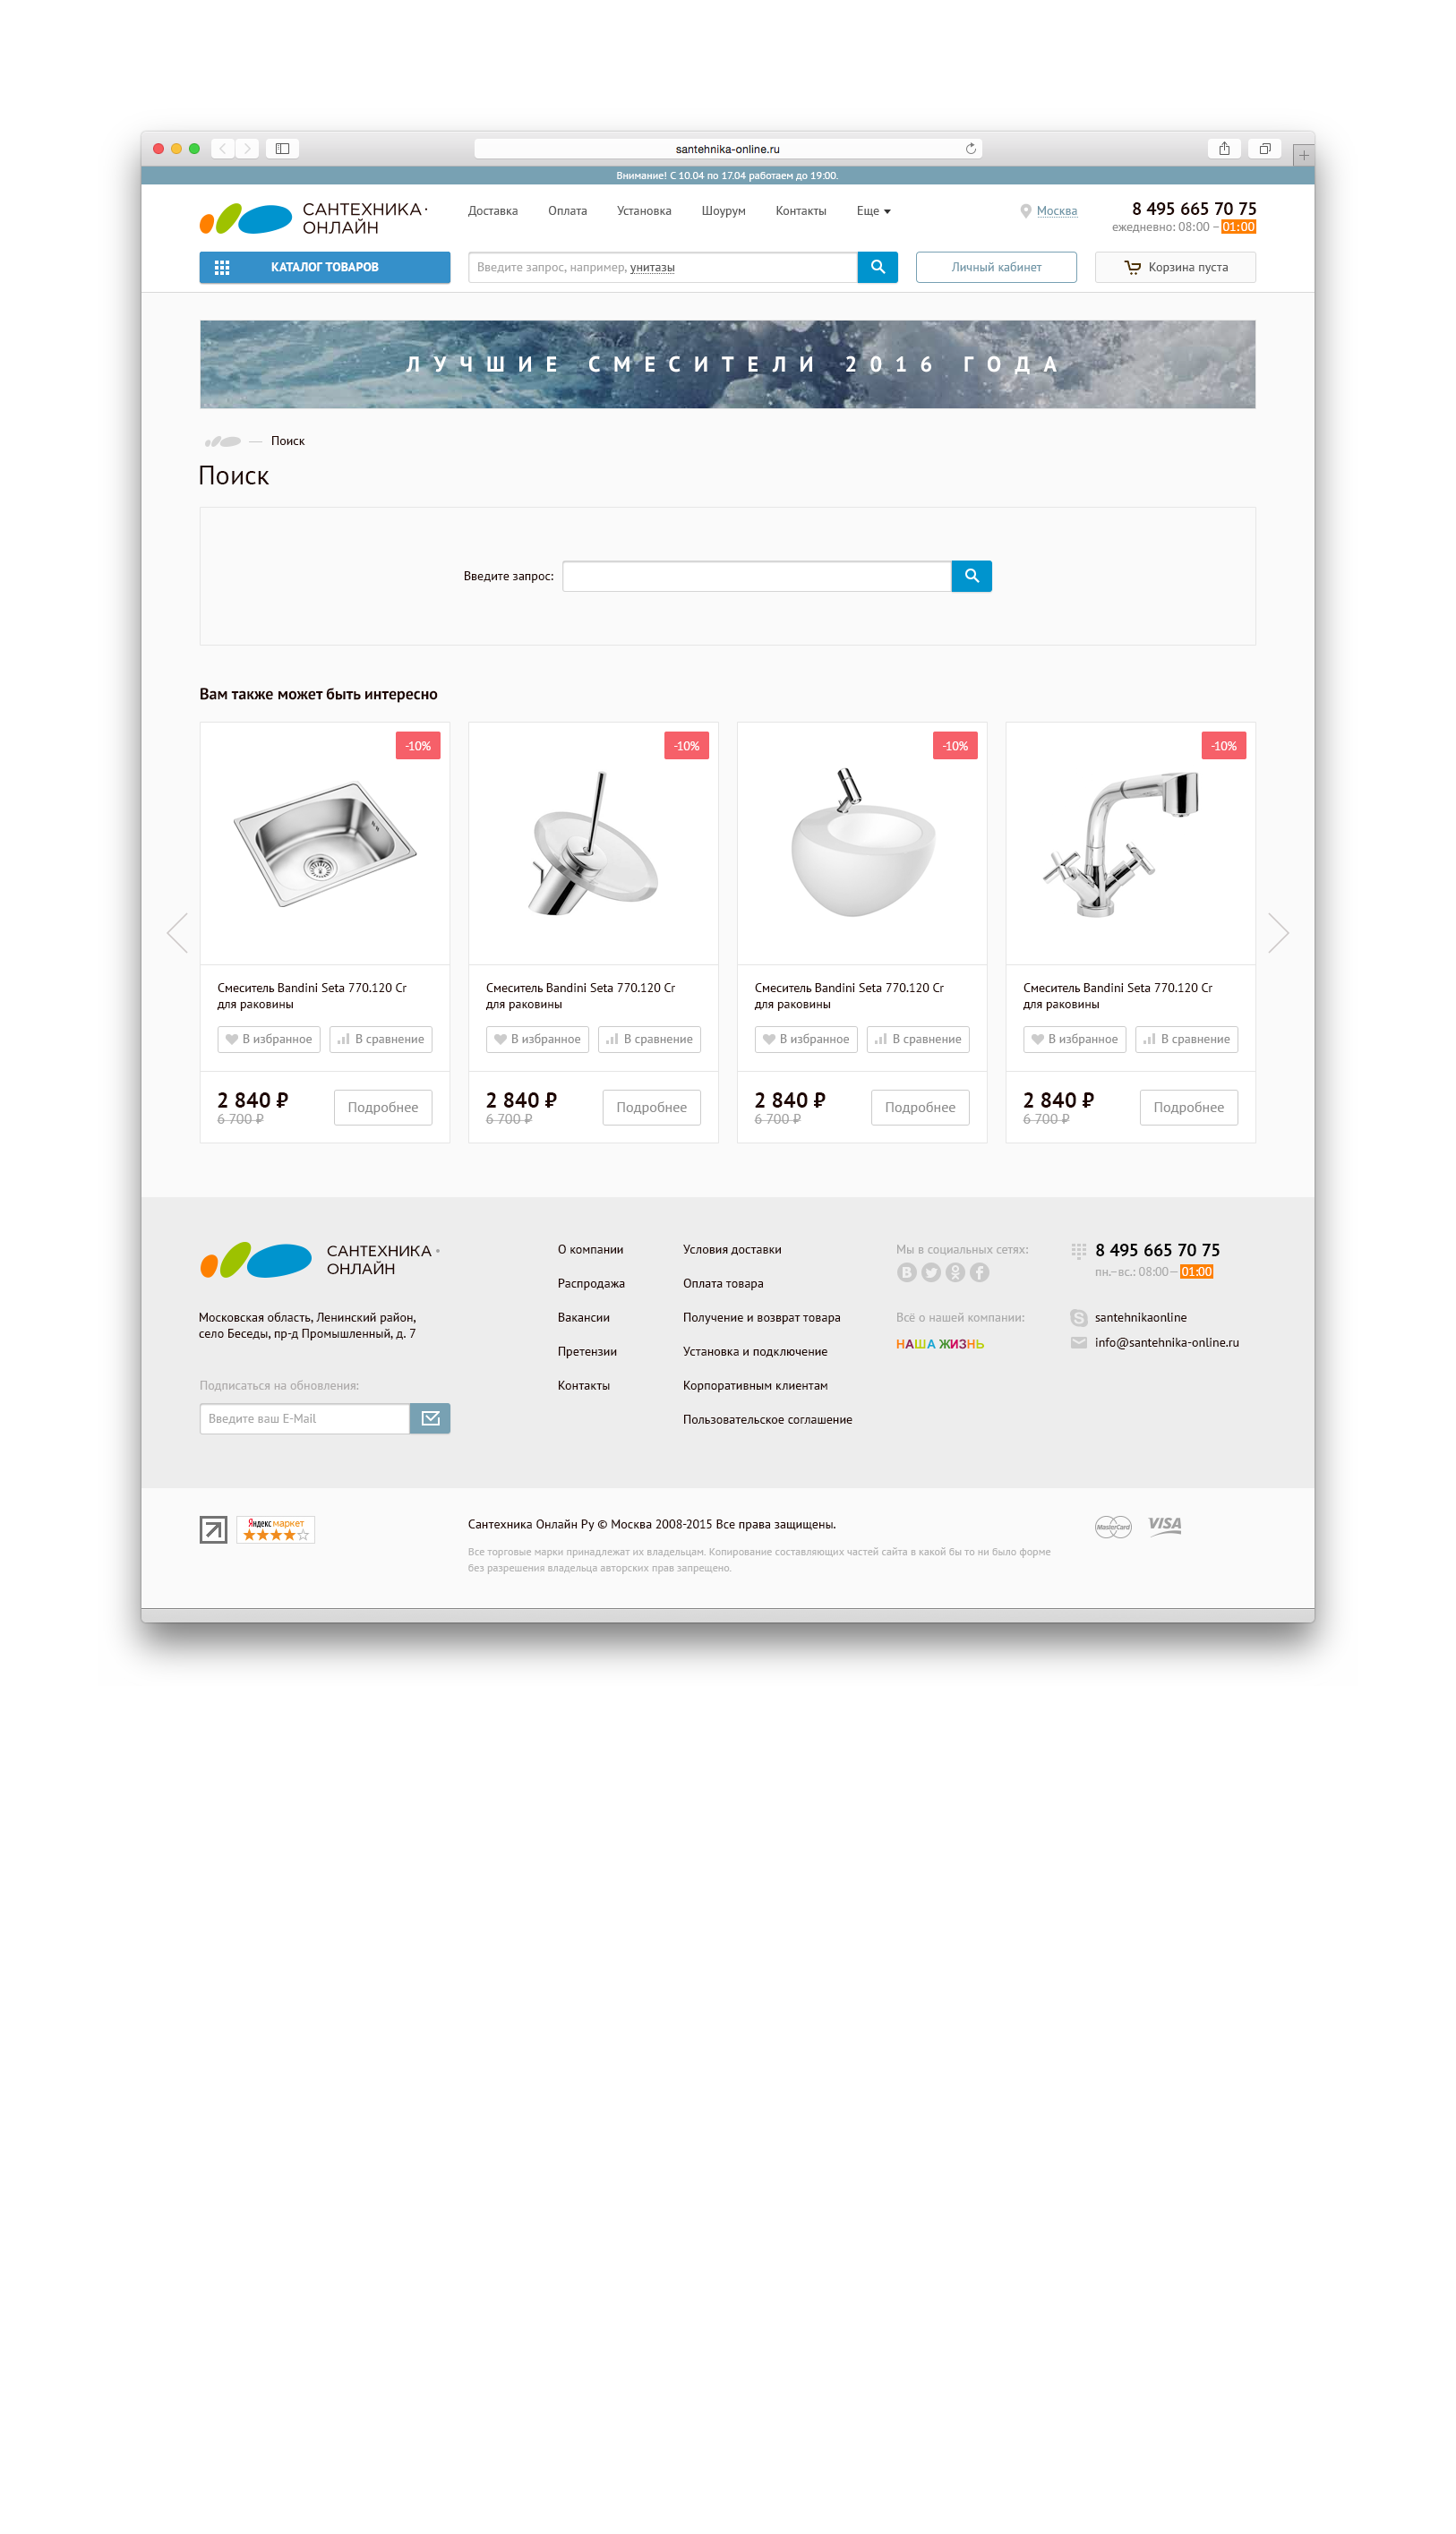 santehnika-online.ru
Внимание! С 10.04 по 17.04 работаем до 19:00.
САНТЕХНИКА
ОНЛАЙН
Доставка
Оплата
Установка
Шоурум
Контакты
Еще
Москва
8 495 665 70 75
ежедневно: 08:00 – 01:00
КАТАЛОГ ТОВАРОВ
Введите запрос, например, унитазы
Личный кабинет
Корзина пуста
ЛУЧШИЕ СМЕСИТЕЛИ 2016 ГОДА
— Поиск
Поиск
Введите запрос:
Вам также может быть интересно
-10%
-10%
-10%
-10%
Смеситель Bandini Seta 770.120 Cr
для раковины
В избранное
В сравнение
2 840 ₽
6 700 ₽
Подробнее
Смеситель Bandini Seta 770.120 Cr
для раковины
В избранное
В сравнение
2 840 ₽
6 700 ₽
Подробнее
Смеситель Bandini Seta 770.120 Cr
для раковины
В избранное
В сравнение
2 840 ₽
6 700 ₽
Подробнее
Смеситель Bandini Seta 770.120 Cr
для раковины
В избранное
В сравнение
2 840 ₽
6 700 ₽
Подробнее
САНТЕХНИКА
ОНЛАЙН
Московская область, Ленинский район,
село Беседы, пр-д Промышленный, д. 7
Подписаться на обновления:
Введите ваш E-Mail
О компании
Распродажа
Вакансии
Претензии
Контакты
Условия доставки
Оплата товара
Получение и возврат товара
Установка и подключение
Корпоративным клиентам
Пользовательское соглашение
Мы в социальных сетях:
Всё о нашей компании:
НАША ЖИЗНЬ
8 495 665 70 75
пн.–вс.: 08:00 – 01:00
santehnikaonline
info@santehnika-online.ru
Яндекс маркет
Сантехника Онлайн Ру © Москва 2008-2015 Все права защищены.
Все торговые марки принадлежат их владельцам. Копирование составляющих частей сайта в какой бы то ни было форме
без разрешения владельца авторских прав запрещено.
MasterCard
VISA